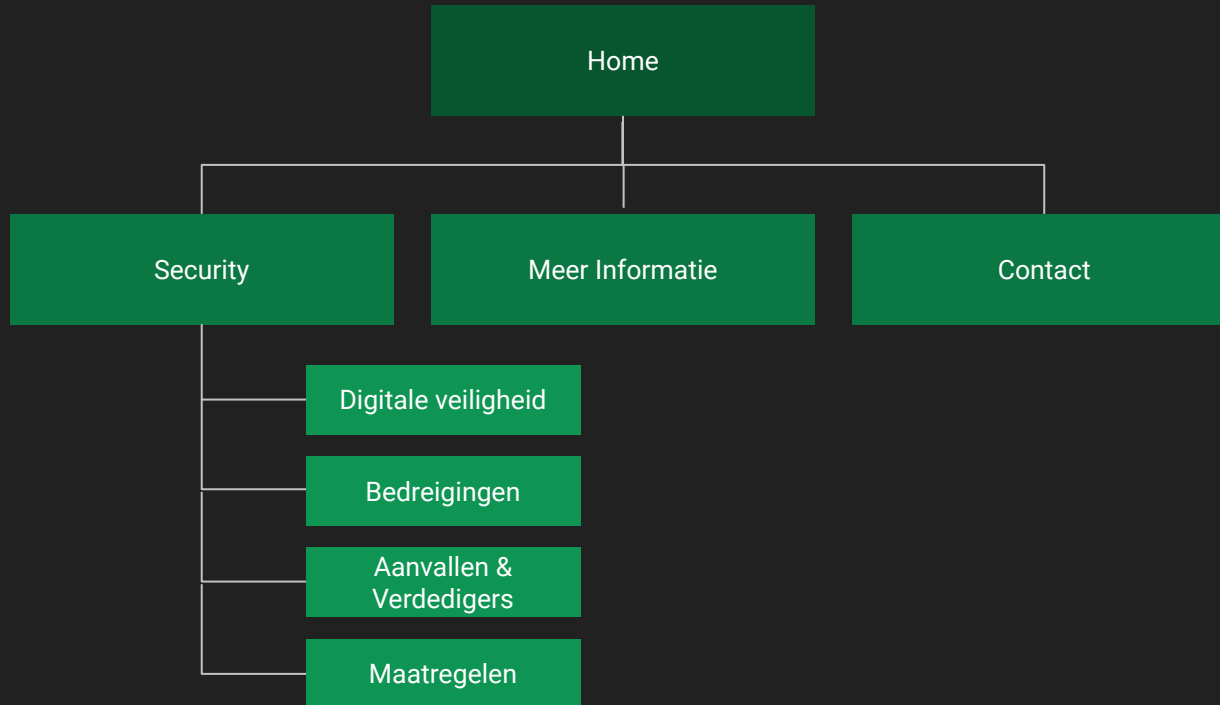 Home
Security
Meer Informatie
Contact
Digitale veiligheid
Bedreigingen
Aanvallen &
Verdedigers
Maatregelen